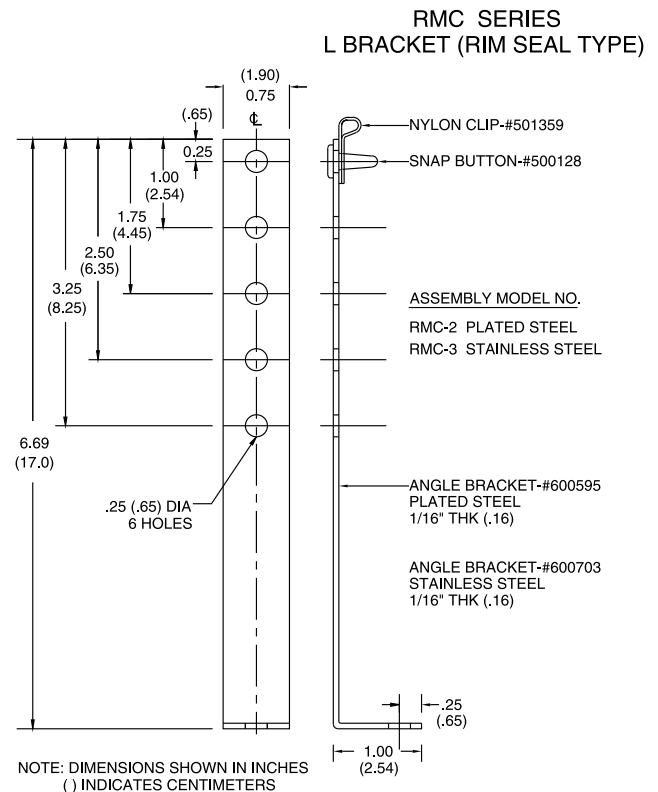 RMC SERIES
L BRACKET (RIM SEAL TYPE)
(1.90)
0.75
℄
(.65)
0.25
1.00
(2.54)
1.75
(4.45)
2.50
(6.35)
3.25
(8.25)
6.69
(17.0)
.25 (.65) DIA
6 HOLES
NYLON CLIP-#501359
SNAP BUTTON-#500128
ASSEMBLY MODEL NO.
RMC-2 PLATED STEEL
RMC-3 STAINLESS STEEL
ANGLE BRACKET-#600595
PLATED STEEL
1/16" THK (.16)
ANGLE BRACKET-#600703
STAINLESS STEEL
1/16" THK (.16)
.25
(.65)
1.00
(2.54)
NOTE: DIMENSIONS SHOWN IN INCHES
( ) INDICATES CENTIMETERS